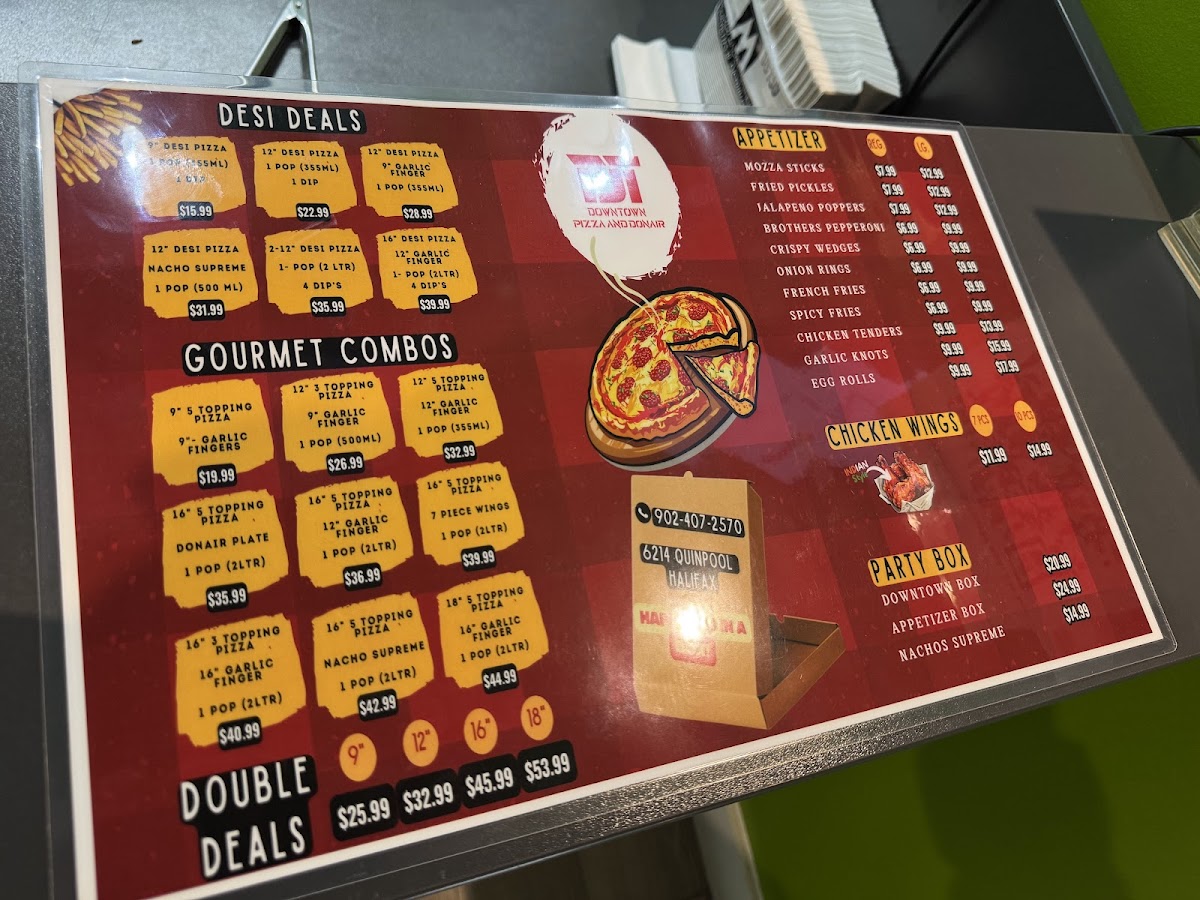 DESI DEALS
9" DESI PIZZA
1 POP (355ML)
1 DIP
$15.99
12" DESI PIZZA
1 POP (355ML)
1 DIP
$22.99
12" DESI PIZZA
9" GARLIC
FINGER
1 POP (355ML)
$28.99
12" DESI PIZZA
NACHO SUPREME
1 POP (500 ML)
$31.99
2-12" DESI PIZZA
1- POP (2 LTR)
4 DIP'S
$35.99
16" DESI PIZZA
12" GARLIC
FINGER
1- POP (2LTR)
4 DIP'S
$39.99
GOURMET COMBOS
9" 5 TOPPING
PIZZA
9"- GARLIC
FINGERS
$19.99
12" 3 TOPPING
PIZZA
9" GARLIC
FINGER
1 POP (500ML)
$26.99
12" 5 TOPPING
PIZZA
12" GARLIC
FINGER
1 POP (355ML)
$32.99
16" 5 TOPPING
PIZZA
DONAIR PLATE
1 POP (2LTR)
$35.99
16" 5 TOPPING
PIZZA
12" GARLIC
FINGER
1 POP (2LTR)
$36.99
16" 5 TOPPING
PIZZA
7 PIECE WINGS
1 POP (2LTR)
$39.99
16" 3 TOPPING
PIZZA
16" GARLIC
FINGER
1 POP (2LTR)
$40.99
16" 5 TOPPING
PIZZA
NACHO SUPREME
1 POP (2LTR)
$42.99
18" 5 TOPPING
PIZZA
16" GARLIC
FINGER
1 POP (2LTR)
$44.99
DOUBLE
DEALS
9" 12" 16" 18"
$25.99 $32.99 $45.99 $53.99
DT
DOWNTOWN
PIZZA AND DONAIR
902-407-2570
6214 QUINPOOL
HALIFAX
IN A
APPETIZER REG. LG.
MOZZA STICKS $7.99 $12.99
FRIED PICKLES $7.99 $12.99
JALAPENO POPPERS $7.99 $12.99
BROTHERS PEPPERONI $6.99 $9.99
CRISPY WEDGES $6.99 $9.99
ONION RINGS $6.99 $9.99
FRENCH FRIES $6.99 $9.99
SPICY FRIES $6.99 $9.99
CHICKEN TENDERS $9.99 $13.99
GARLIC KNOTS $9.99 $15.99
EGG ROLLS $9.99 $17.99
CHICKEN WINGS 7 PCS 10 PCS
INDIAN
Style
$11.99 $14.99
PARTY BOX
DOWNTOWN BOX $20.99
APPETIZER BOX $24.99
NACHOS SUPREME $14.99